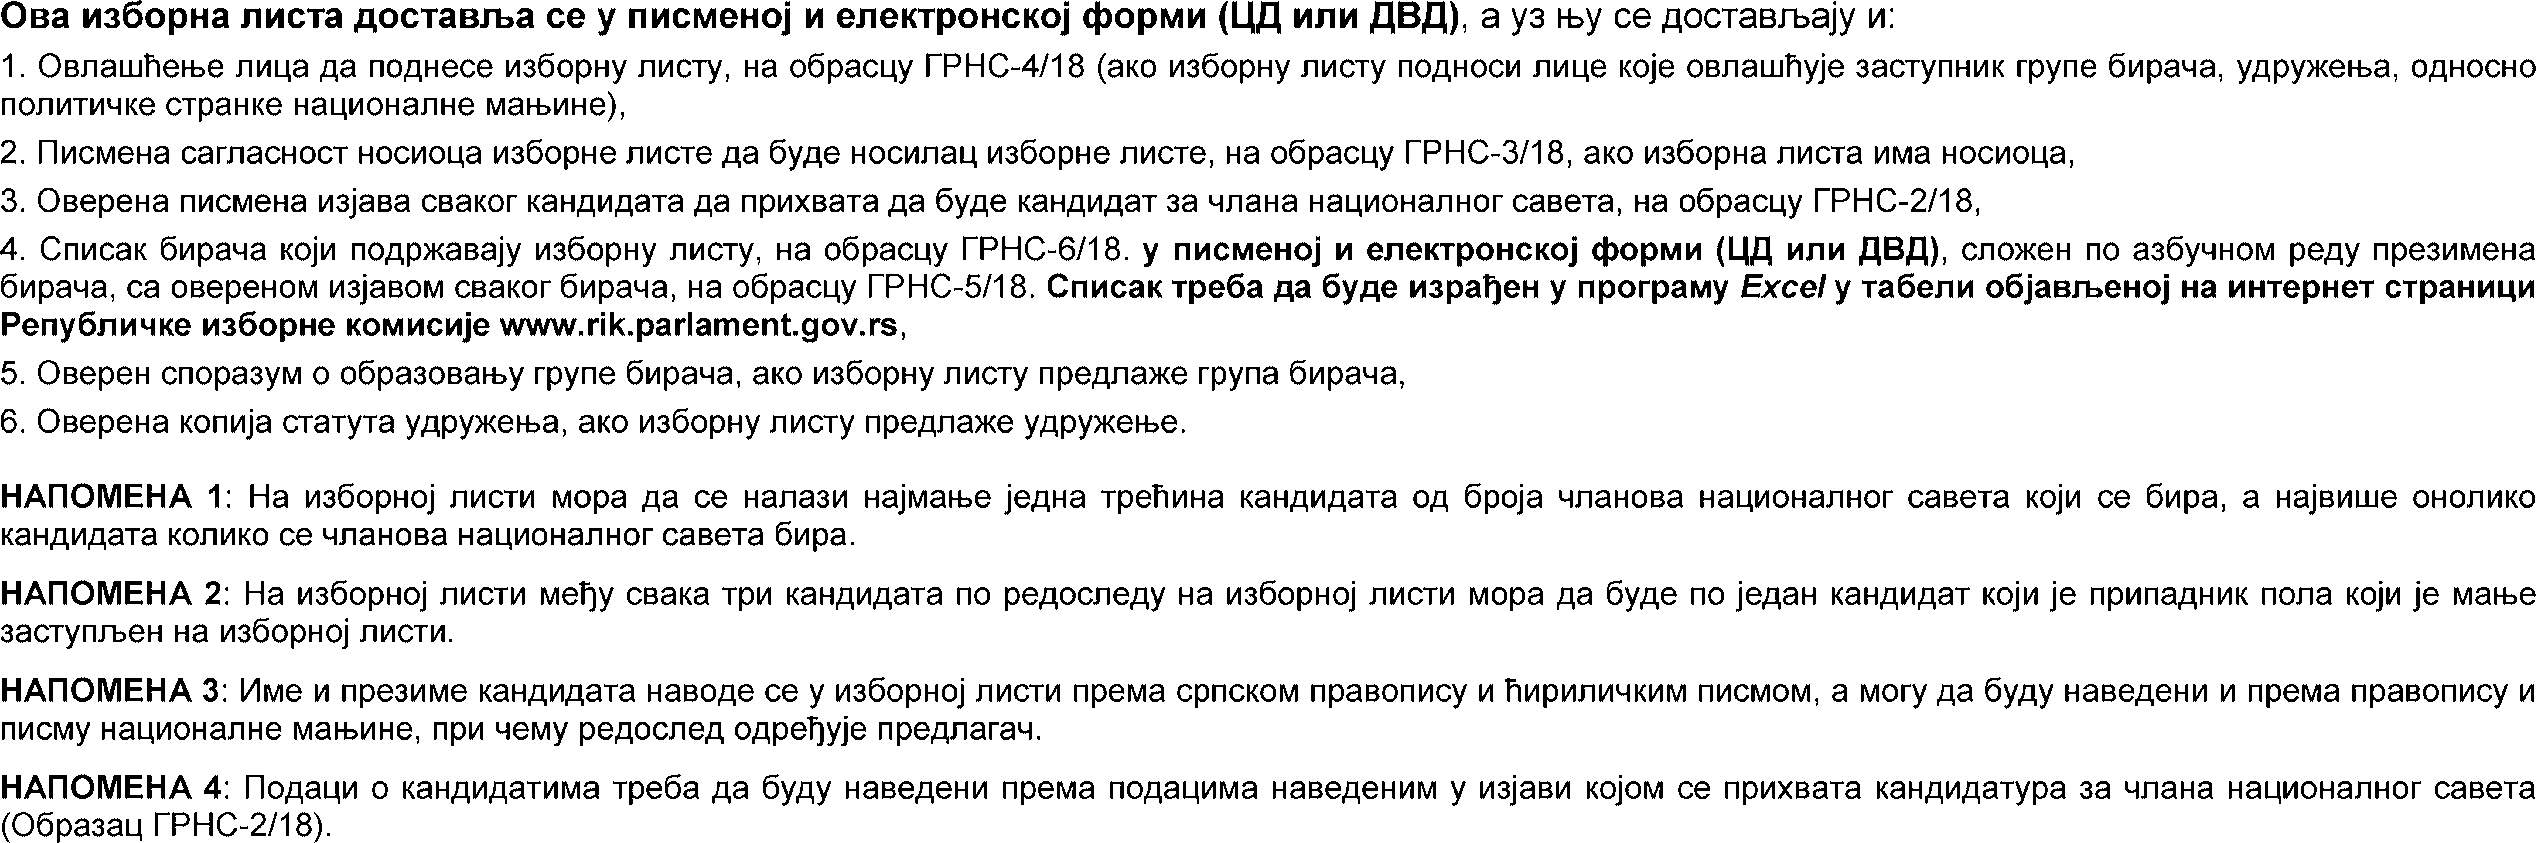 Ова изборна листа доставља се у писменој и електронској форми (ЦД или ДВД), а уз њу се достављају и:
1. Овлашћење лица да поднесе изборну листу, на обрасцу ГРНС-4/18 (ако изборну листу подноси лице које овлашћује заступник групе бирача, удружења, односно
политичке странке националне мањине),
2. Писмена сагласност носиоца изборне листе да буде носилац изборне листе, на обрасцу ГРНС-3/18, ако изборна листа има носиоца,
3. Оверена писмена изјава сваког кандидата да прихвата да буде кандидат за члана националног савета, на обрасцу ГРНС-2/18,
4. Списак бирача који подржавају изборну листу, на обрасцу ГРНС-6/18. у писменој и електронској форми (ЦД или ДВД), сложен по азбучном реду презимена
бирача, са овереном изјавом сваког бирача, на обрасцу ГРНС-5/18. Списак треба да буде израђен у програму Excel у табели објављеној на интернет страници
Републичке изборне комисије www.rik.parlament.gov.rs,
5. Оверен споразум о образовању групе бирача, ако изборну листу предлаже група бирача,
6. Оверена копија статута удружења, ако изборну листу предлаже удружење.
НАПОМЕНА 1: На изборној листи мора да се налази најмање једна трећина кандидата од броја чланова националног савета који се бира, а највише онолико
кандидата колико се чланова националног савета бира.
НАПОМЕНА 2: На изборној листи међу свака три кандидата по редоследу на изборној листи мора да буде по један кандидат који је припадник пола који је мање
заступљен на изборној листи.
НАПОМЕНА 3: Име и презиме кандидата наводе се у изборној листи према српском правопису и ћириличким писмом, а могу да буду наведени и према правопису и
писму националне мањине, при чему редослед одређује предлагач.
НАПОМЕНА 4: Подаци о кандидатима треба да буду наведени према подацима наведеним у изјави којом се прихвата кандидатура за члана националног савета
(Образац ГРНС-2/18).